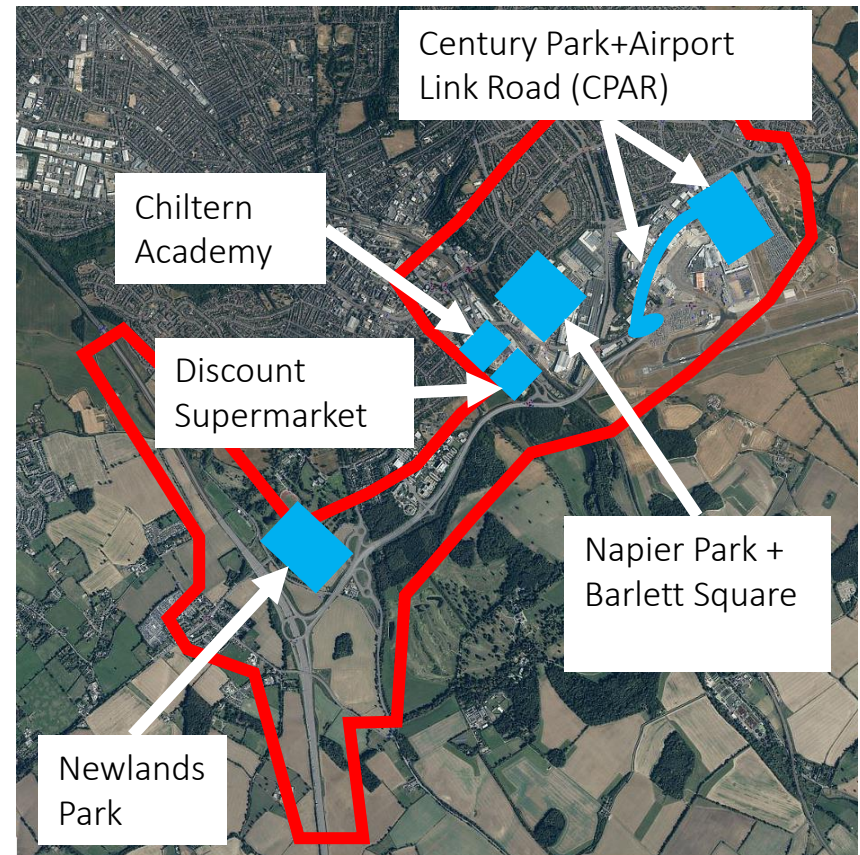 Century Park+Airport
Link Road (CPAR)
Chiltern
Academy
Discount
Supermarket
Napier Park +
Barlett Square
Newlands
Park